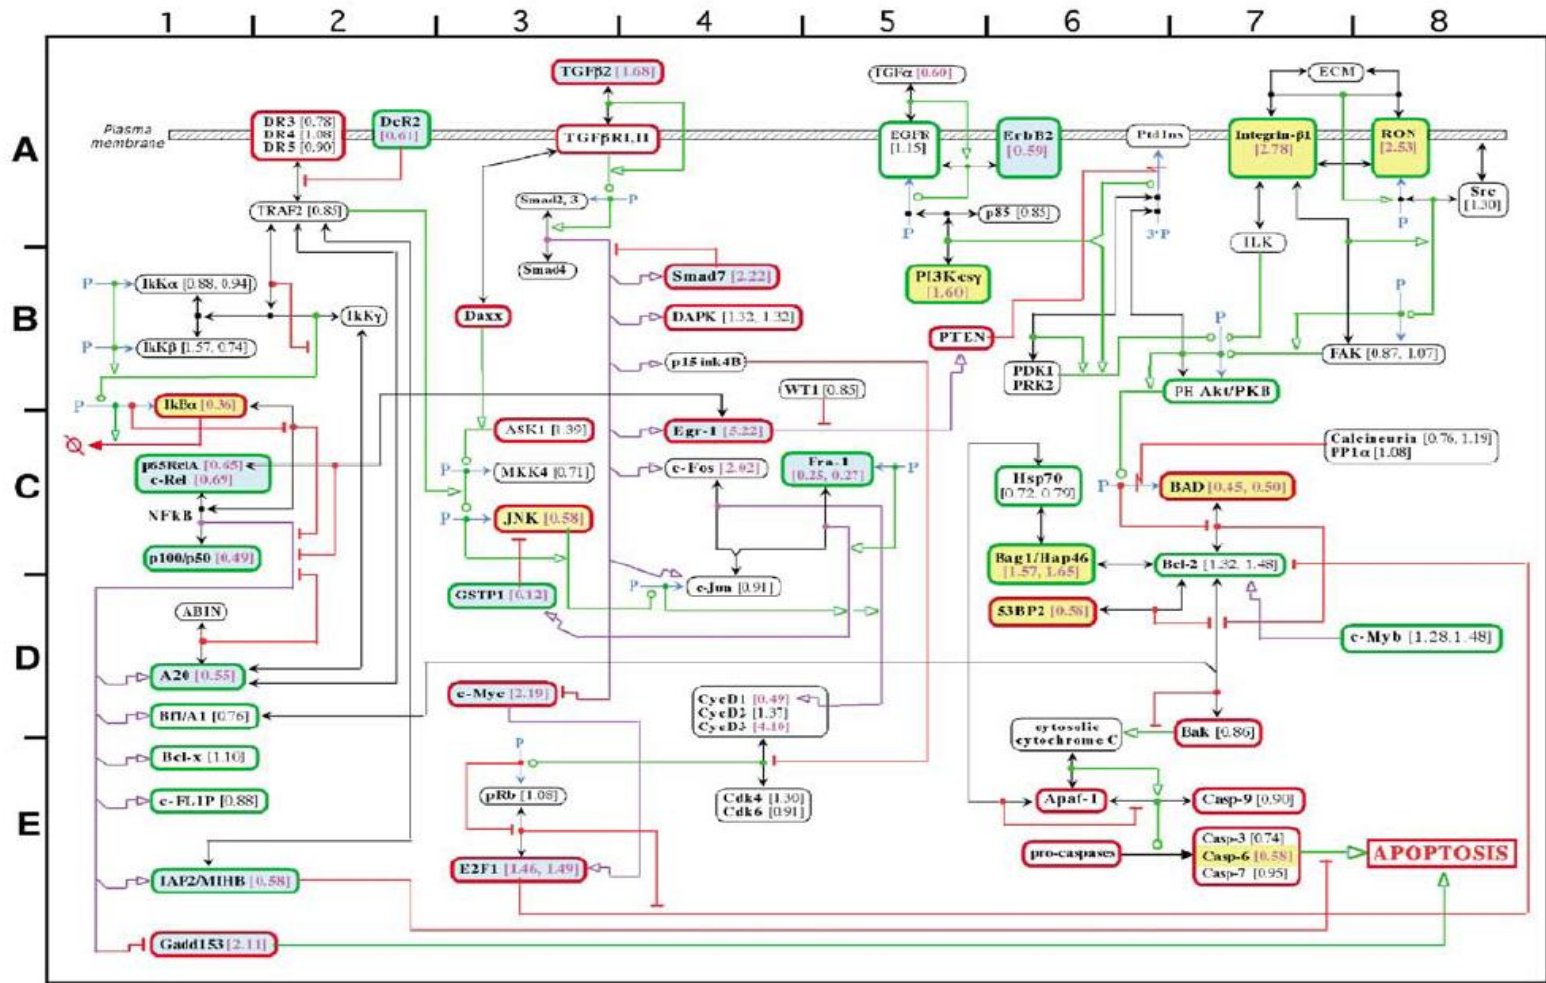 1 2 3 4 5 6 7 8
A
B
C
D
E
Plasma
membrane
DR3 [0.78]
DR4 [1.08]
DR5 [0.90]
DcR2
[0.61]
TGFβ2 [1.68]
TGFβRI,II
TGFα [0.60]
EGFR
[1.15]
ErbB2
[0.59]
PtdIns
ECM
Integrin-β1
[2.78]
RON
[2.53]
Src
[1.30]
TRAF2 [0.85]
Smad2, 3
P
Smad4
p85 [0.85]
P
3'P
P
ILK
P
IkKα [0.88, 0.94]
IkKγ
P
IkKβ [1.57, 0.74]
Daxx
Smad7 [2.22]
DAPK [1.32, 1.32]
p15ink4B
PI3Kcsγ
[1.60]
PTEN
PDK1
PRK2
P
P
FAK [0.87, 1.07]
PH Akt/PKB
WT1 [0.85]
P
IkBα [0.36]
Ø
ASK1 [1.39]
Egr-1 [5.22]
Calcineurin [0.76, 1.19]
PP1α [1.08]
p65RelA [0.65]
c-Rel [0.69]
P
MKK4 [0.71]
c-Fos [2.02]
Fra-1
[0.25, 0.27]
P
Hsp70
[0.72, 0.79]
P
BAD [0.45, 0.50]
NFkB
P
JNK [0.58]
p100/p50 [0.49]
Bag1/Hap46
[1.57, 1.65]
Bcl-2 [1.32, 1.48]
P
c-Jun [0.91]
GSTP1 [0.12]
ABIN
53BP2 [0.58]
c-Myb [1.28,1.48]
A20 [0.55]
c-Myc [2.19]
CycD1 [0.49]
CycD2 [1.37]
CycD3 [4.10]
Bfl/A1 [0.76]
cytosolic
cytochrome C
Bak [0.86]
Bcl-x [1.10]
P
pRb [1.08]
Cdk4 [1.30]
Cdk6 [0.91]
c-FLIP [0.88]
Apaf-1
Casp-9 [0.90]
pro-caspases
Casp-3 [0.74]
Casp-6 [0.58]
Casp-7 [0.95]
APOPTOSIS
E2F1 [1.46, 1.49]
IAP2/MIHB [0.58]
Gadd153 [2.11]